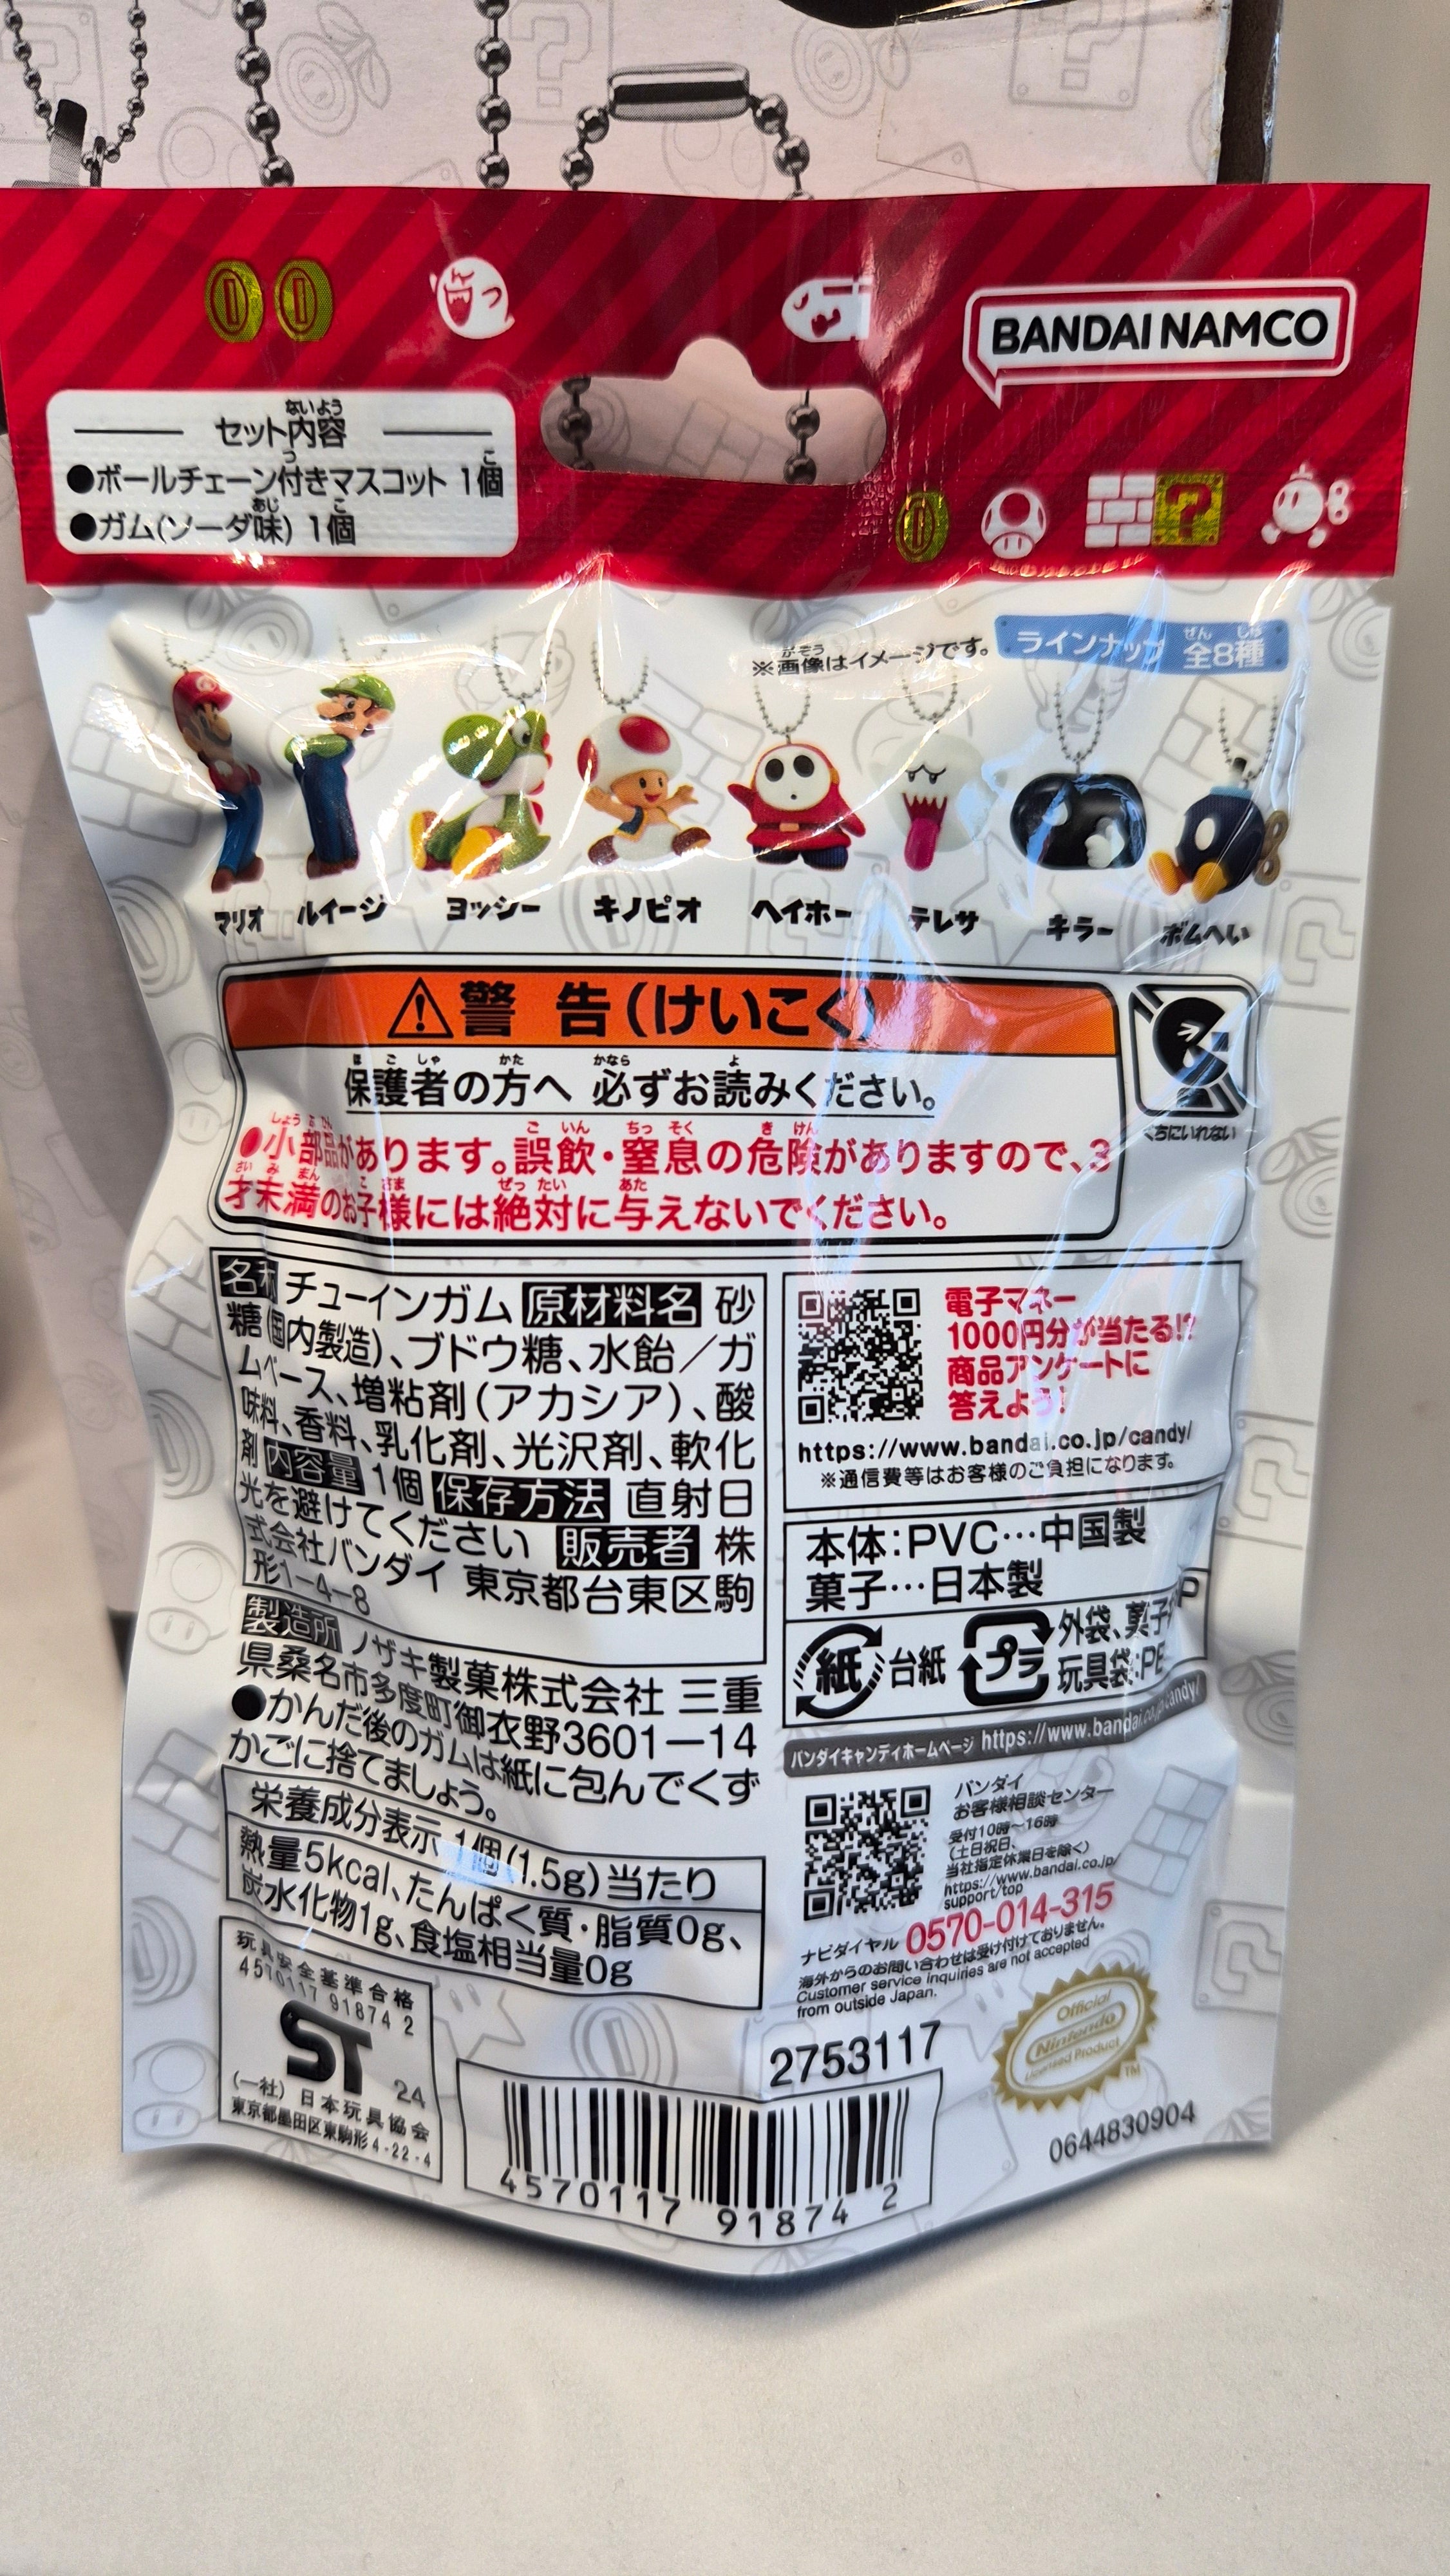 BANDAI NAMCO
セット内容
●ボールチェーン付きマスコット 1個
●ガム(ソーダ味) 1個
※画像はイメージです。
ラインナップ 全8種
マリオ
ルイージ
ヨッシー
キノピオ
ヘイホー
テレサ
キラー
ボムへい
⚠警 告(けいこく)
保護者の方へ 必ずお読みください。
●小部品があります。誤飲・窒息の危険がありますので、3
才未満のお子様には絶対に与えないでください。
くちにいれない
名称 チューインガム 原材料名 砂
糖(国内製造)、ブドウ糖、水飴/ガ
ムベース、増粘剤(アカシア)、酸
味料、香料、乳化剤、光沢剤、軟化
剤 内容量 1個 保存方法 直射日
光を避けてください 販売者 株
式会社バンダイ 東京都台東区駒
形1-4-8
製造所 ノザキ製菓株式会社 三重
県桑名市多度町御衣野3601-14
●かんだ後のガムは紙に包んでくず
かごに捨てましょう。
栄養成分表示 1個(1.5g)当たり
熱量5kcal、たんぱく質・脂質0g、
炭水化物1g、食塩相当量0g
玩具安全基準合格
4570117 91874 2
ST
24
(一社) 日本玩具協会
東京都墨田区東駒形4-22-4
電子マネー
1000円分が当たる!?
商品アンケートに
答えよう!
https://www.bandai.co.jp/candy/
※通信費等はお客様のご負担になります。
本体:PVC…中国製
菓子…日本製
紙 台紙
プラ 外袋、菓子
玩具袋:PE
バンダイキャンディホームページ https://www.bandai.co.jp/candy/
バンダイ
お客様相談センター
受付10時~16時
(土日祝日、
当社指定休業日を除く)
https://www.bandai.co.jp/
support/top
ナビダイヤル 0570-014-315
海外からのお問い合わせは受け付けておりません。
Customer service inquiries are not accepted
from outside Japan.
2753117
Official
Nintendo
Licensed Product
TM
0644830904
4570117 91874 2